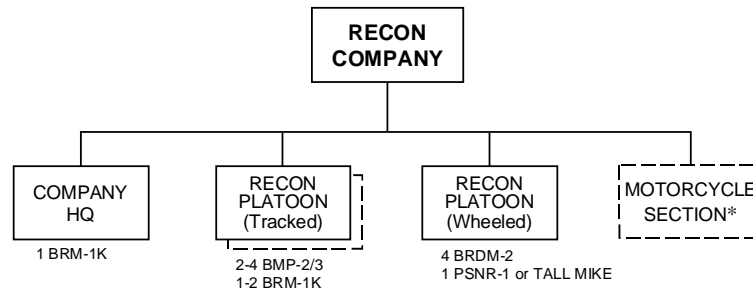 RECON
COMPANY
COMPANY
HQ
1 BRM-1K
RECON
PLATOON
(Tracked)
2-4 BMP-2/3
1-2 BRM-1K
RECON
PLATOON
(Wheeled)
4 BRDM-2
1 PSNR-1 or TALL MIKE
MOTORCYCLE
SECTION*